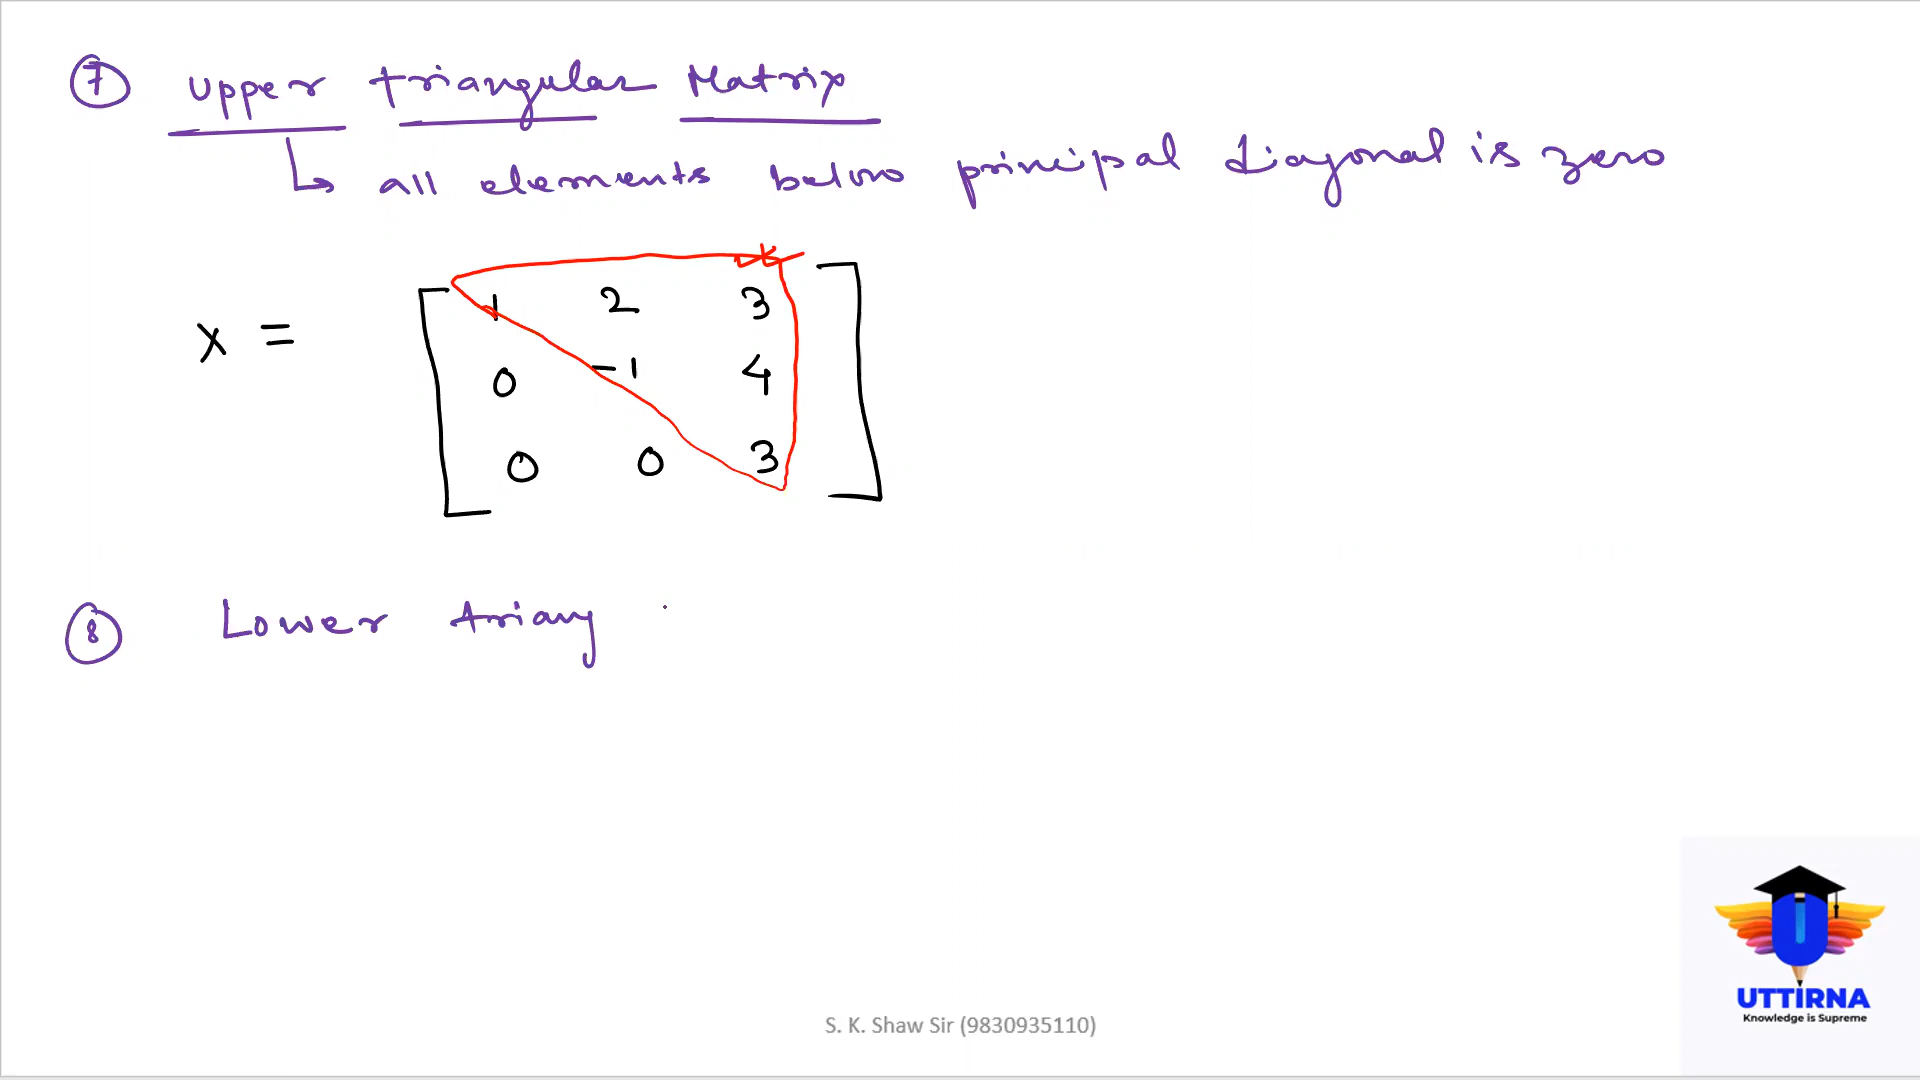 7 Upper triangular Matrix
↳ all elements below principal diagonal is zero
X = [ 1 2 3
0 -1 4
0 0 3 ]
8 Lower triang
UTTIRNA
Knowledge is Supreme
S. K. Shaw Sir (9830935110)